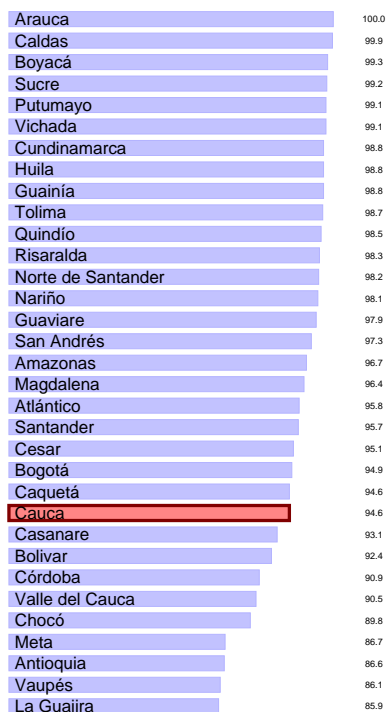 Arauca 100.0
Caldas 99.9
Boyacá 99.3
Sucre 99.2
Putumayo 99.1
Vichada 99.1
Cundinamarca 98.8
Huila 98.8
Guainía 98.8
Tolima 98.7
Quindío 98.5
Risaralda 98.3
Norte de Santander 98.2
Nariño 98.1
Guaviare 97.9
San Andrés 97.3
Amazonas 96.7
Magdalena 96.4
Atlántico 95.8
Santander 95.7
Cesar 95.1
Bogotá 94.9
Caquetá 94.6
Cauca 94.6
Casanare 93.1
Bolivar 92.4
Córdoba 90.9
Valle del Cauca 90.5
Chocó 89.8
Meta 86.7
Antioquia 86.6
Vaupés 86.1
La Guajira 85.9